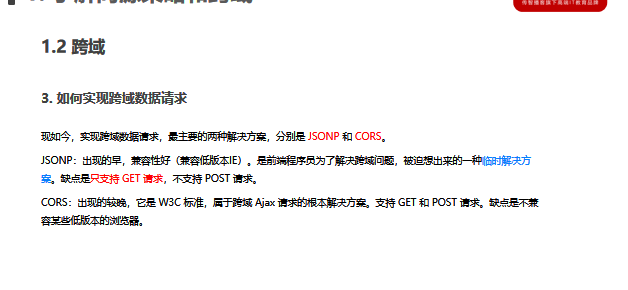 传智播客旗下高端IT教育品牌
1.2 跨域
3. 如何实现跨域数据请求
现如今，实现跨域数据请求，最主要的两种解决方案，分别是 JSONP 和 CORS。
JSONP：出现的早，兼容性好（兼容低版本IE）。是前端程序员为了解决跨域问题，被迫想出来的一种临时解决方
案。缺点是只支持 GET 请求，不支持 POST 请求。
CORS：出现的较晚，它是 W3C 标准，属于跨域 Ajax 请求的根本解决方案。支持 GET 和 POST 请求。缺点是不兼
容某些低版本的浏览器。